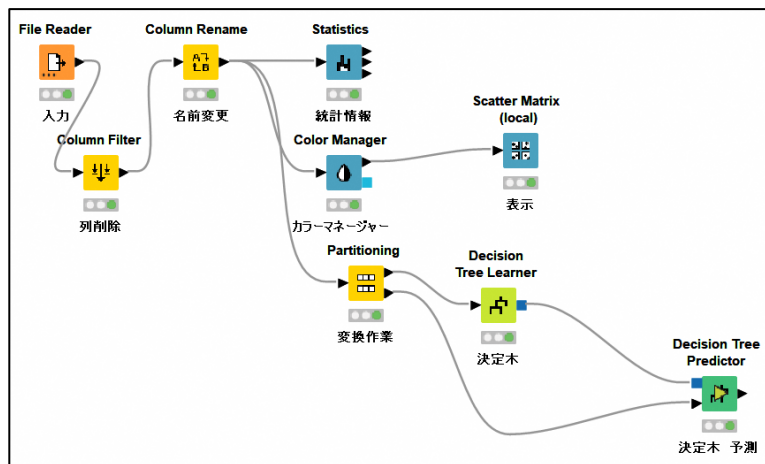 File Reader
入力
Column Filter
列削除
Column Rename
名前変更
Statistics
統計情報
Color Manager
カラーマネージャー
Scatter Matrix
(local)
表示
Partitioning
変換作業
Decision
Tree Learner
決定木
Decision Tree
Predictor
決定木 予測